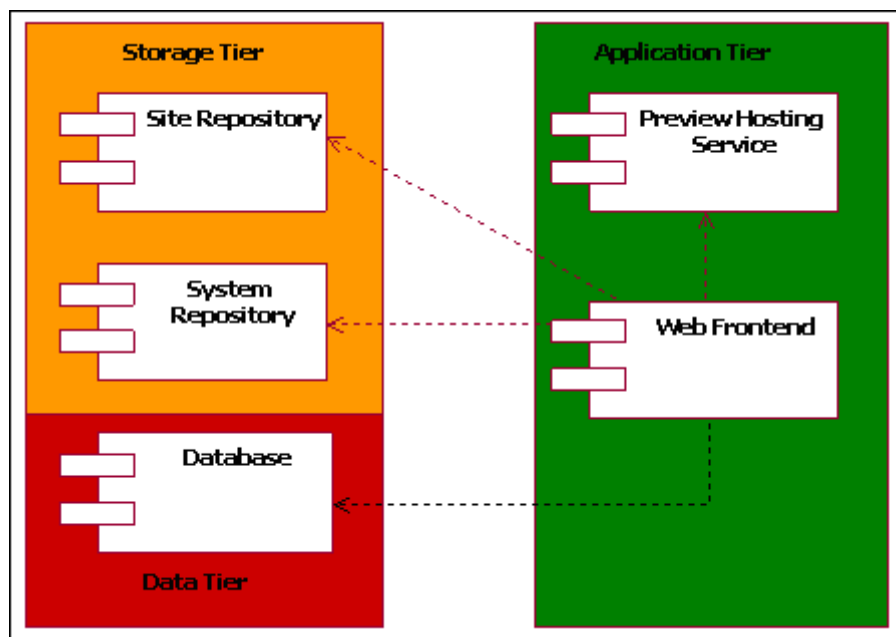 Storage Tier
Site Repository
System
Repository
Database
Data Tier
Application Tier
Preview Hosting
Service
Web Frontend